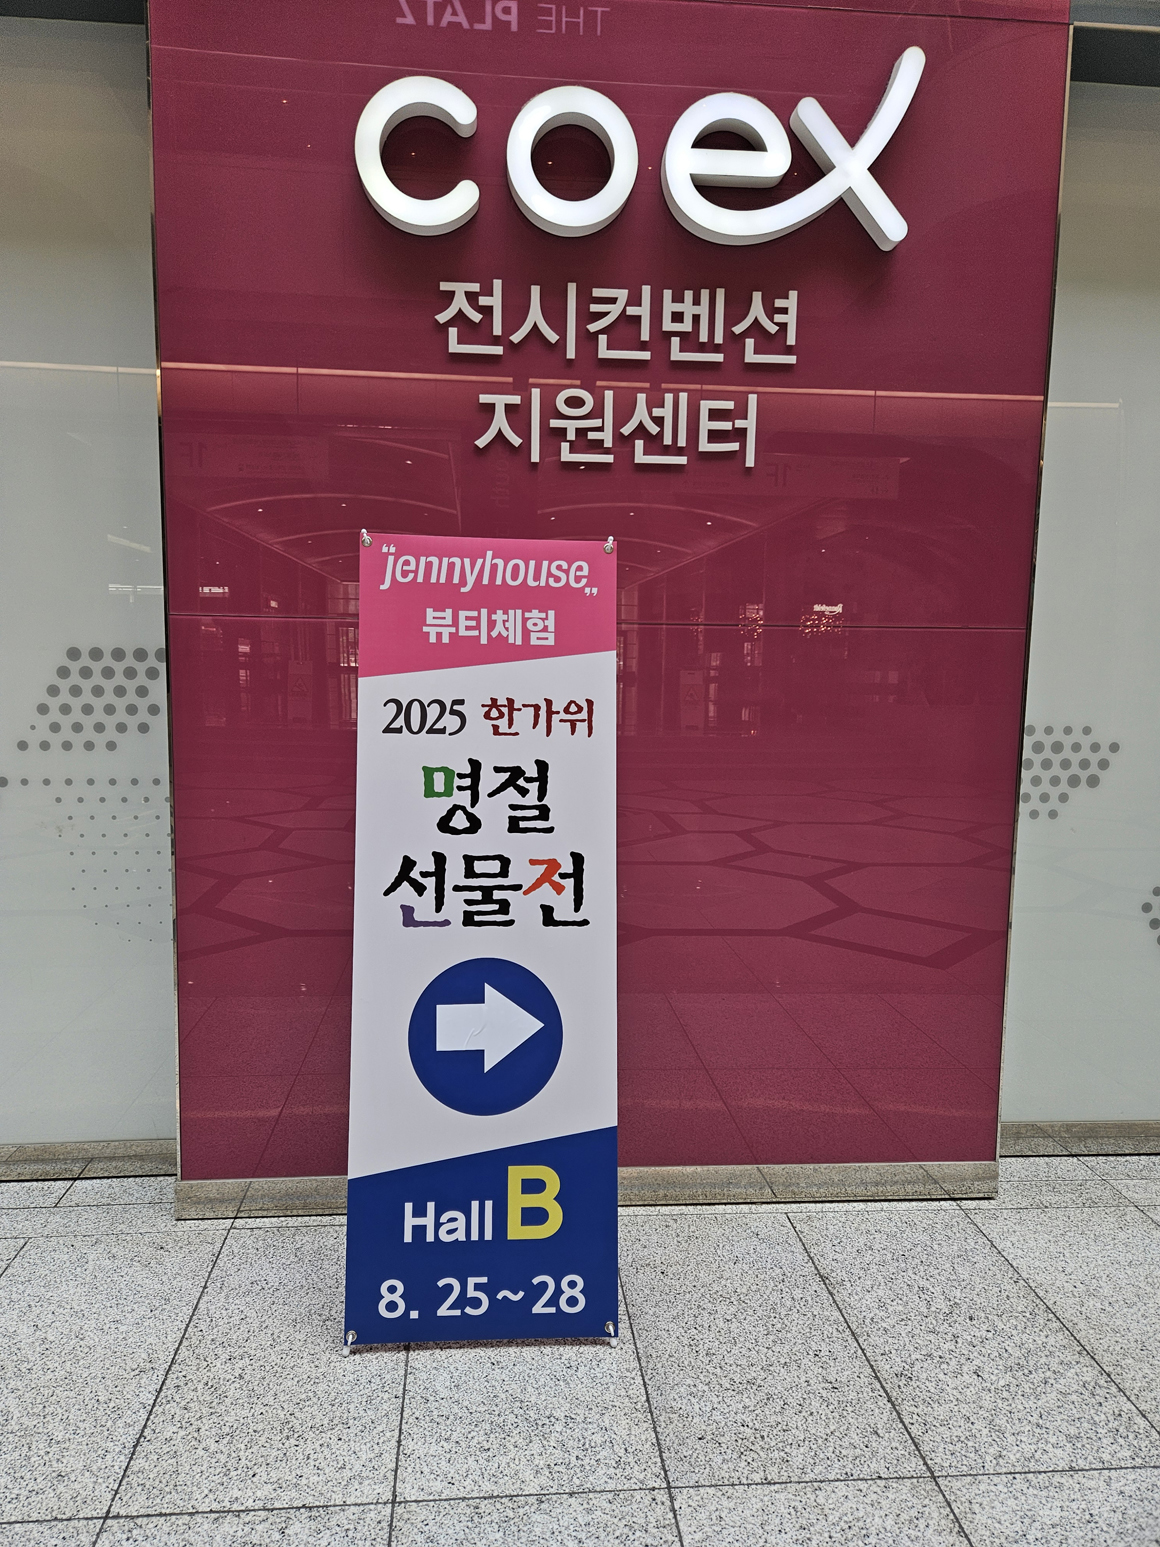 THE PLATZ
coex
전시컨벤션
지원센터
"jennyhouse„
뷰티체험
2025 한가위
명절
선물전
Hall B
8. 25~28